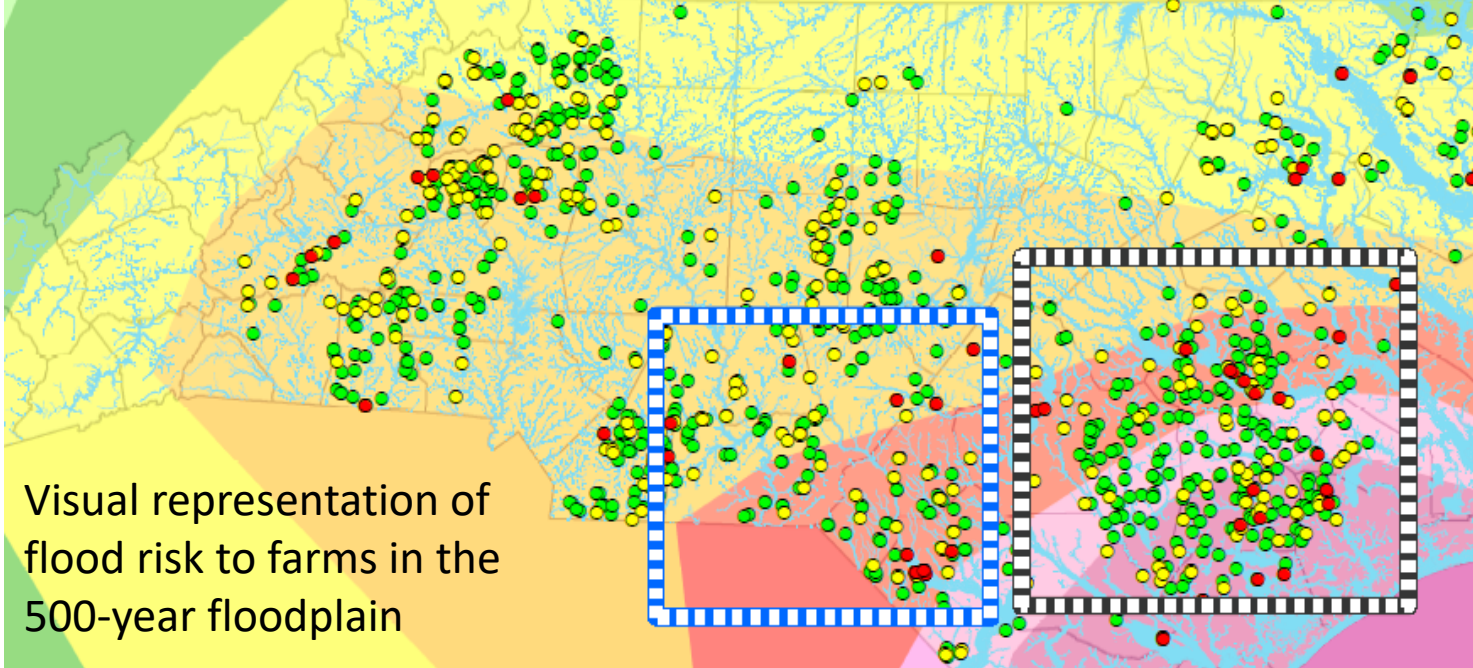 Visual representation of
flood risk to farms in the
500-year floodplain